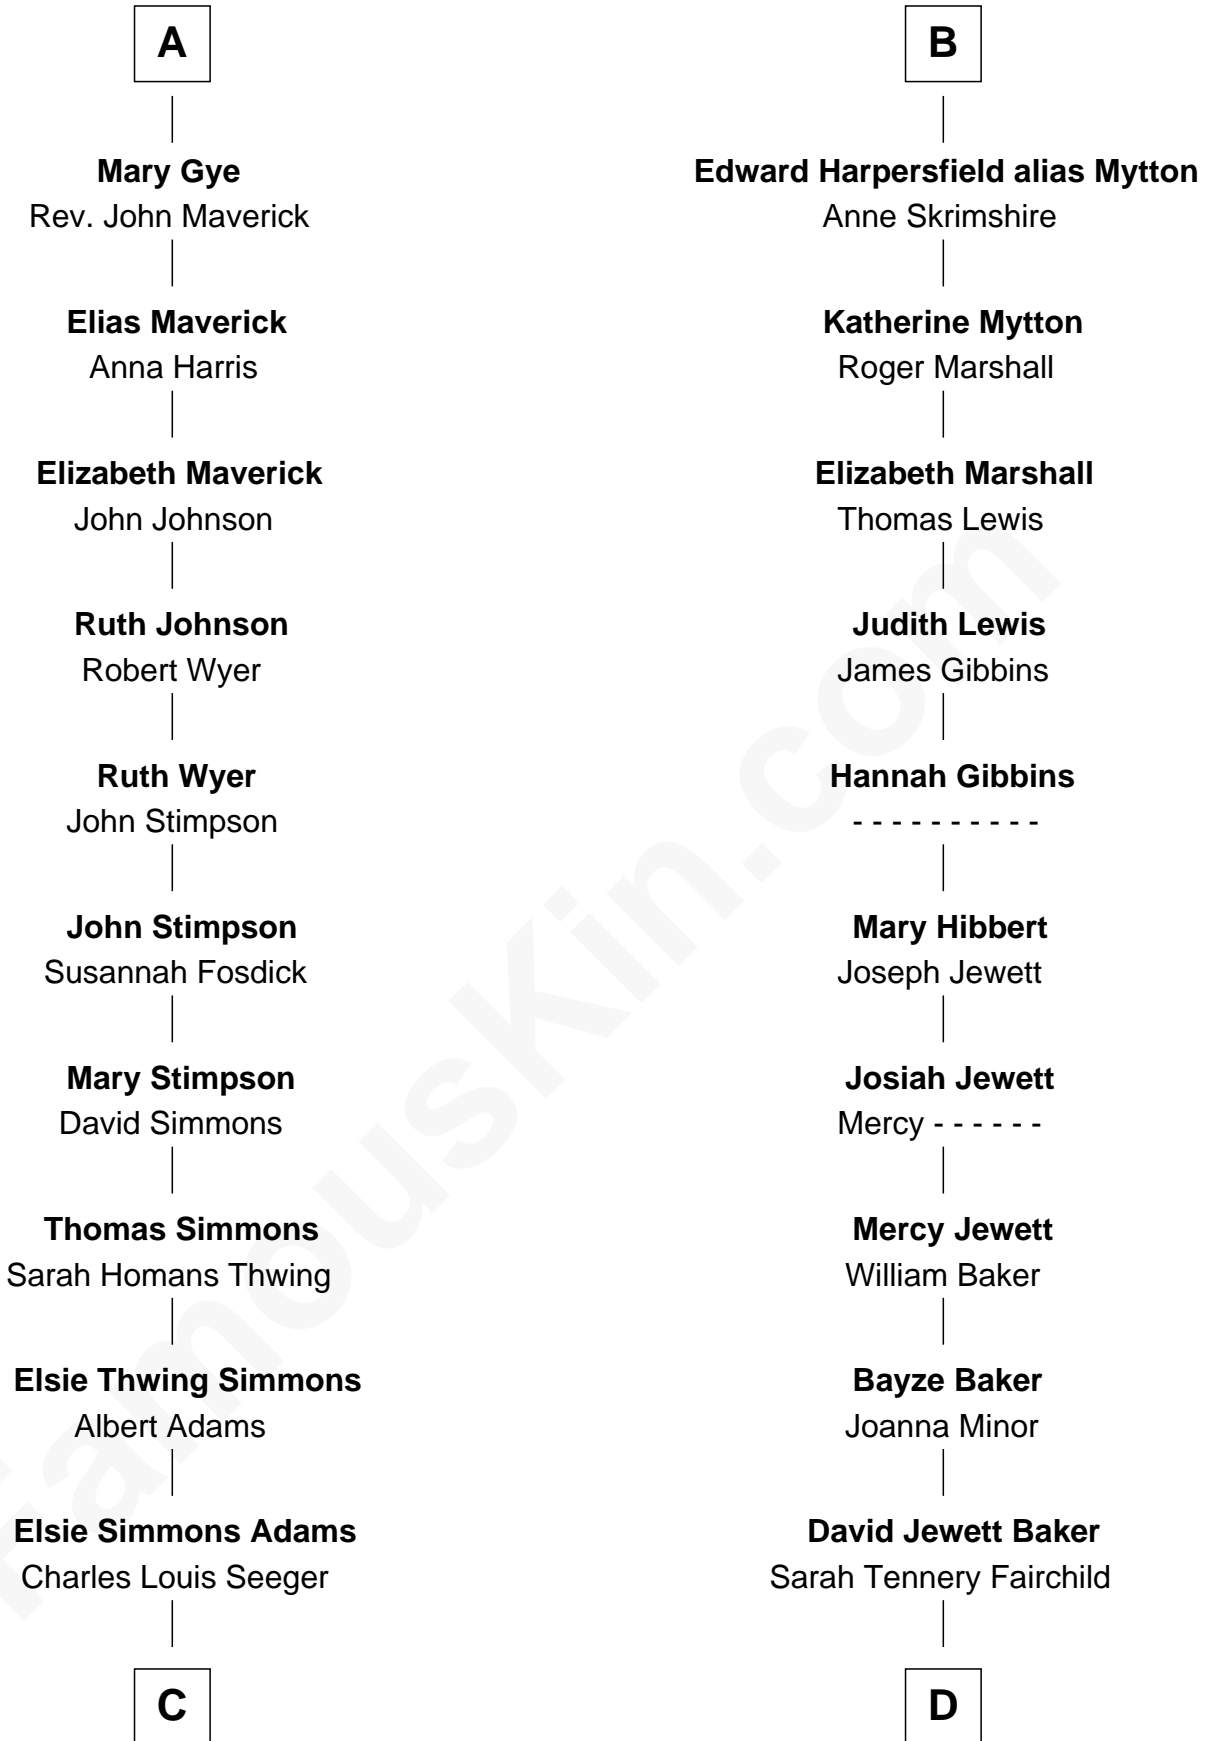 A
Mary Gye
Rev. John Maverick
Elias Maverick
Anna Harris
Elizabeth Maverick
John Johnson
Ruth Johnson
Robert Wyer
Ruth Wyer
John Stimpson
John Stimpson
Susannah Fosdick
Mary Stimpson
David Simmons
Thomas Simmons
Sarah Homans Thwing
Elsie Thwing Simmons
Albert Adams
Elsie Simmons Adams
Charles Louis Seeger
C
B
Edward Harpersfield alias Mytton
Anne Skrimshire
Katherine Mytton
Roger Marshall
Elizabeth Marshall
Thomas Lewis
Judith Lewis
James Gibbins
Hannah Gibbins
- - - - - - - - - -
Mary Hibbert
Joseph Jewett
Josiah Jewett
Mercy - - - - - -
Mercy Jewett
William Baker
Bayze Baker
Joanna Minor
David Jewett Baker
Sarah Tennery Fairchild
D
FamousKin.com